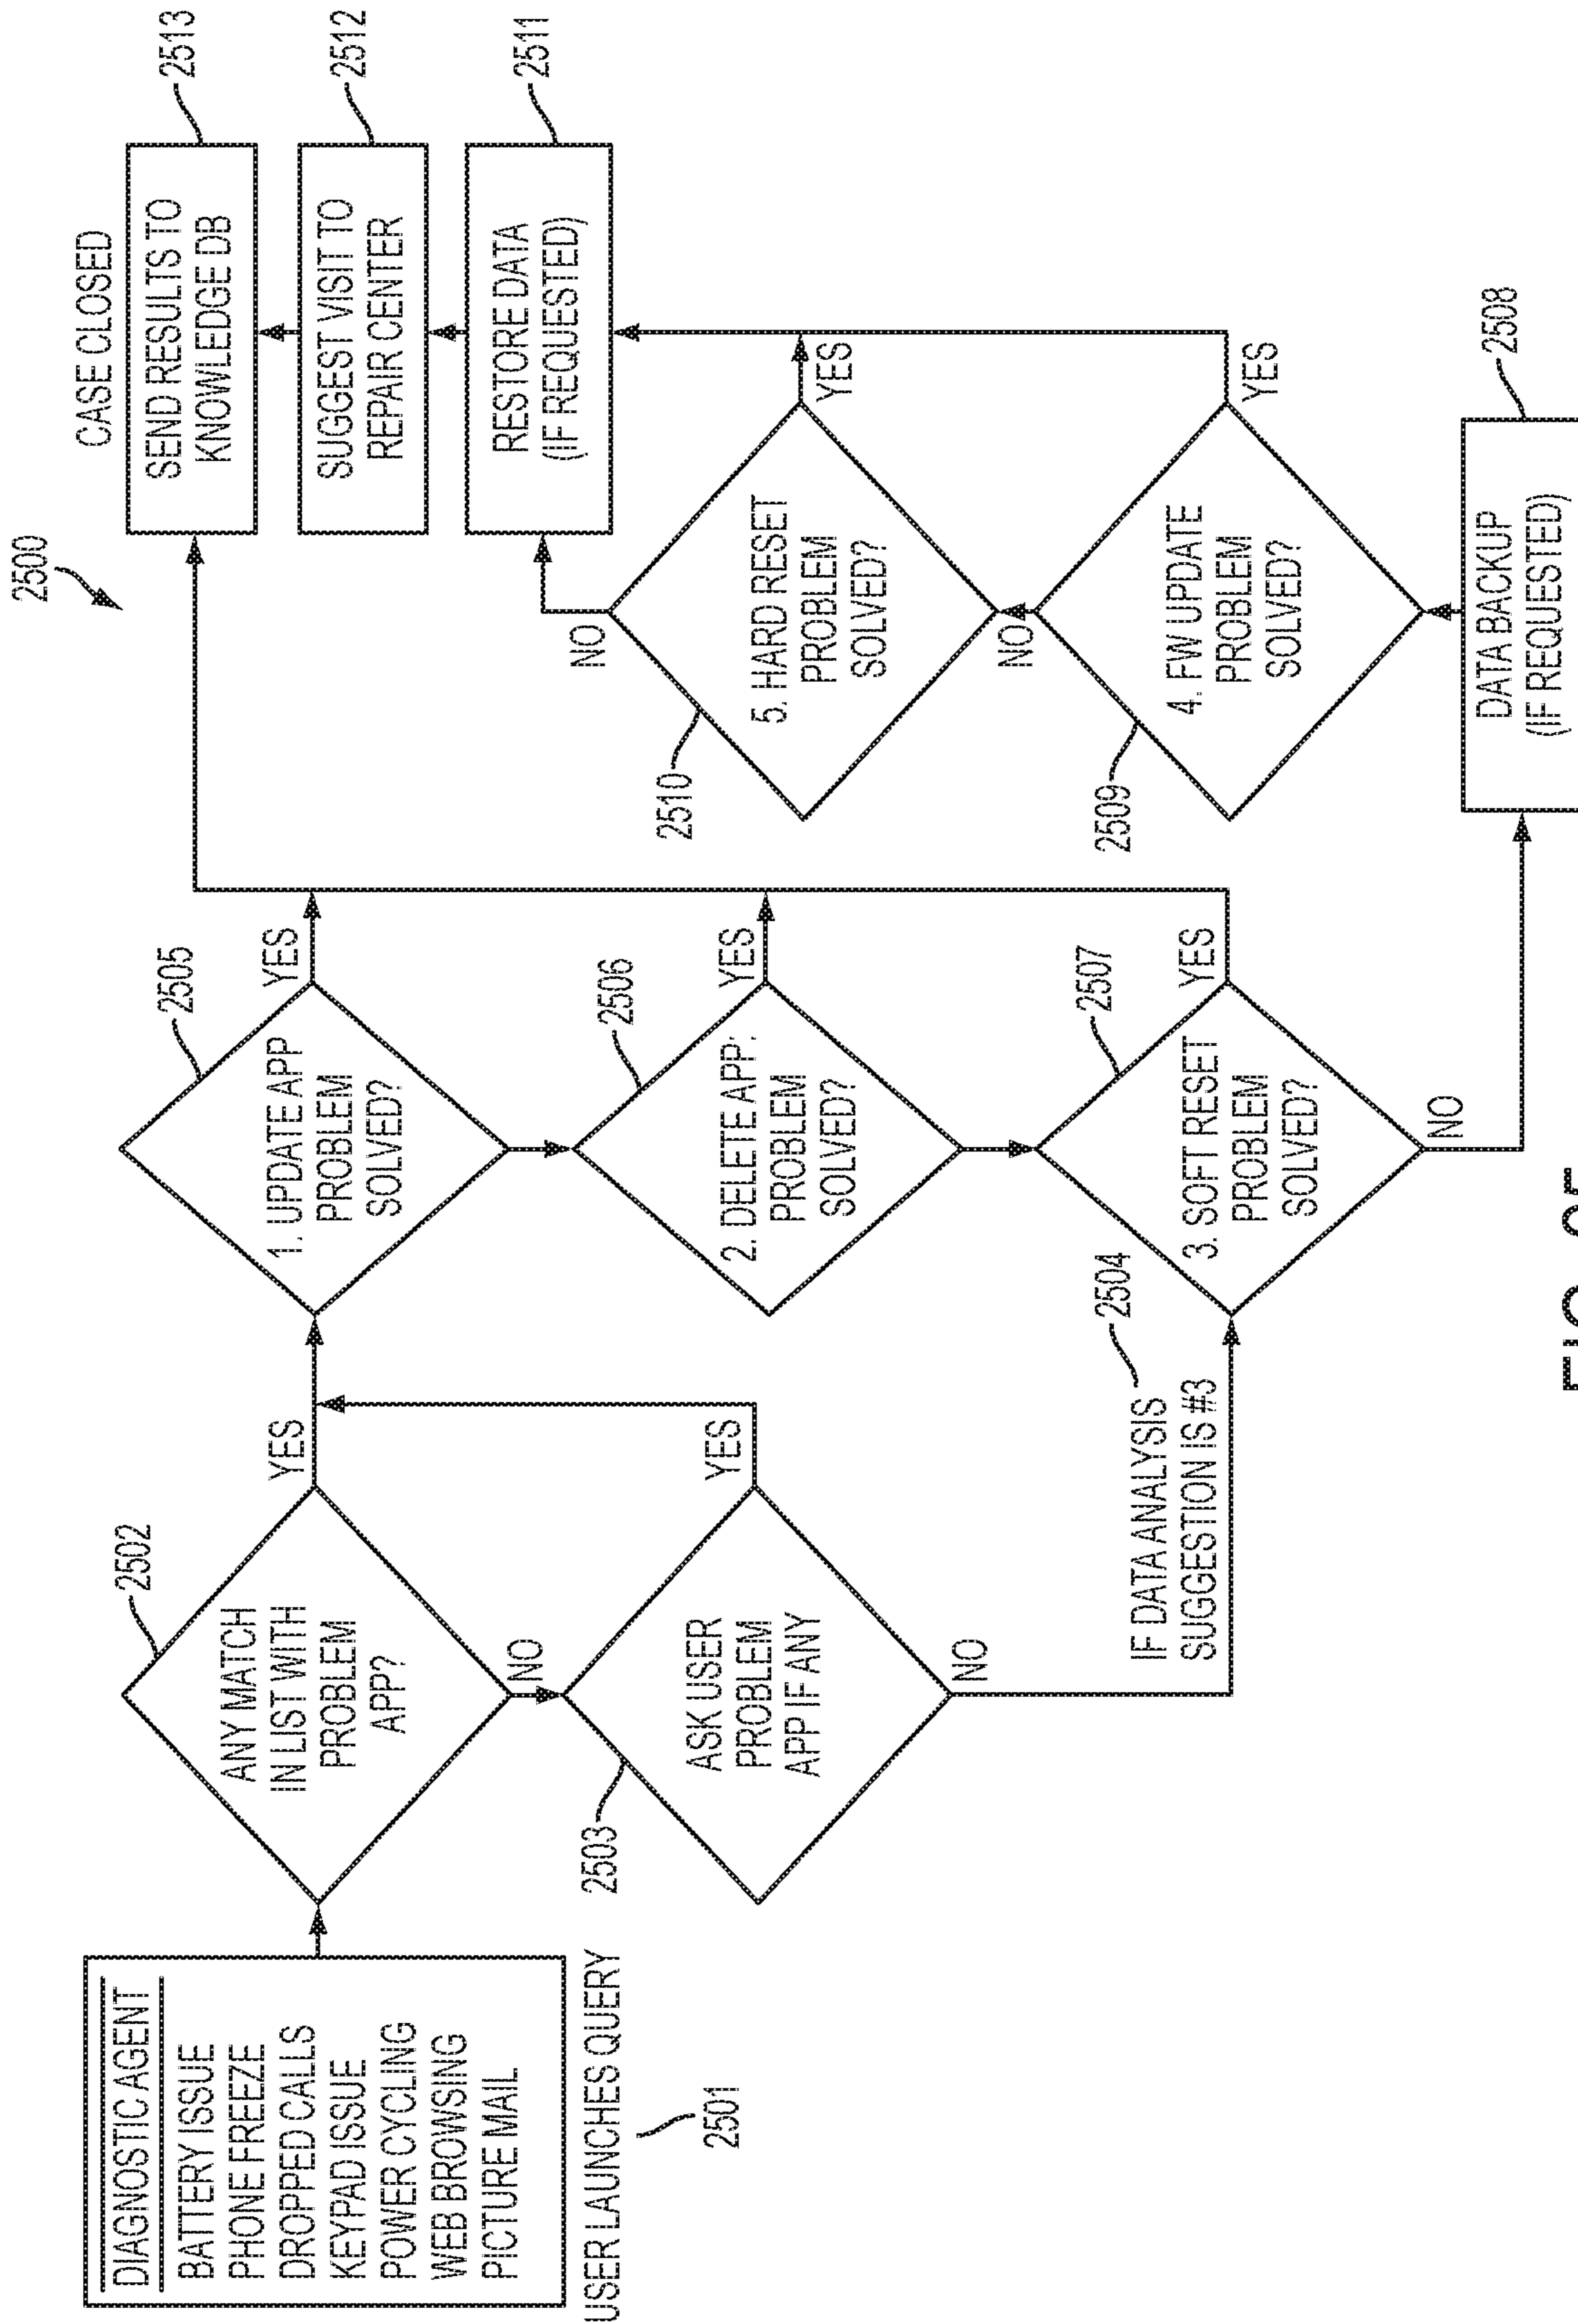 2500
DIAGNOSTIC AGENT
BATTERY ISSUE
PHONE FREEZE
DROPPED CALLS
KEYPAD ISSUE
POWER CYCLING
WEB BROWSING
PICTURE MAIL
USER LAUNCHES QUERY
2501
2502
ANY MATCH
IN LIST WITH
PROBLEM
APP?
YES
NO
2503
ASK USER
PROBLEM
APP IF ANY
YES
NO
IF DATA ANALYSIS
SUGGESTION IS #3
2504
2505
1. UPDATE APP
PROBLEM
SOLVED?
YES
2506
2. DELETE APP:
PROBLEM
SOLVED?
YES
2507
3. SOFT RESET
PROBLEM
SOLVED?
YES
NO
2508
DATA BACKUP
(IF REQUESTED)
2509
4. FW UPDATE
PROBLEM
SOLVED?
YES
NO
2510
5. HARD RESET
PROBLEM
SOLVED?
YES
NO
RESTORE DATA
(IF REQUESTED)
2511
SUGGEST VISIT TO
REPAIR CENTER
2512
CASE CLOSED
SEND RESULTS TO
KNOWLEDGE DB
2513